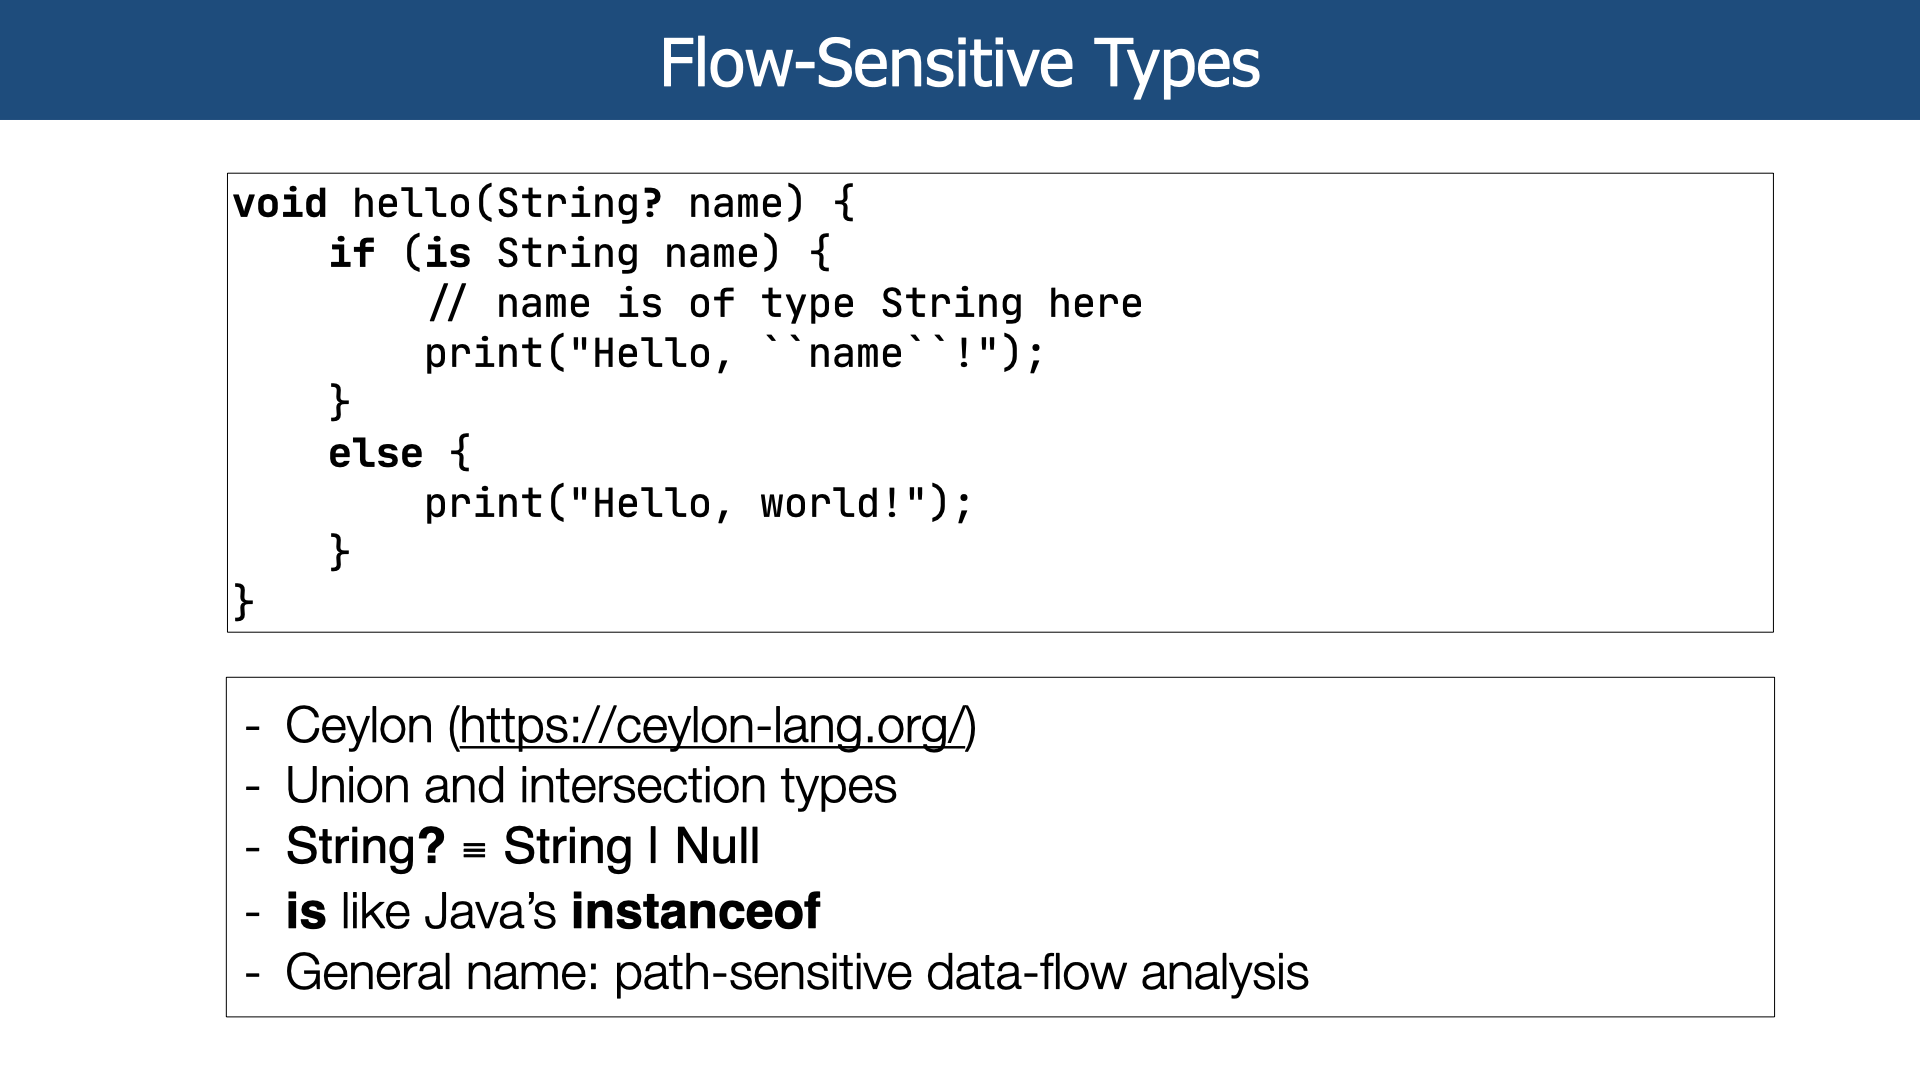 Flow-Sensitive Types
void hello(String? name) {
    if (is String name) {
        // name is of type String here
        print("Hello, ``name``!");
    }
    else {
        print("Hello, world!");
    }
}
- Ceylon (https://ceylon-lang.org/)
- Union and intersection types
- String? ≡ String | Null
- is like Java’s instanceof
- General name: path-sensitive data-flow analysis